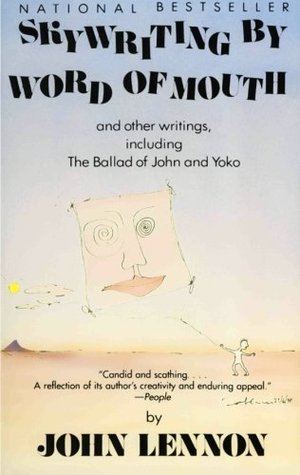 NATIONAL BESTSELLER
SKYWRITING BY
WORD OF MOUTH
and other writings,
including
The Ballad of John and Yoko
"Candid and scathing. . .
A reflection of its author's creativity and enduring appeal."
—People
by
JOHN LENNON